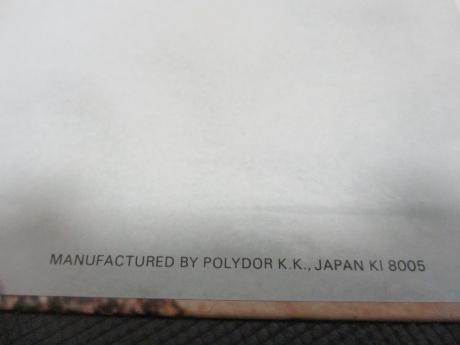 MANUFACTURED BY POLYDOR K.K., JAPAN KI 8005